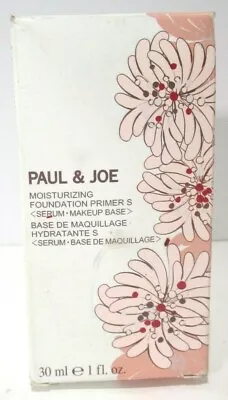 PAUL & JOE
MOISTURIZING
FOUNDATION PRIMER S
<SERUM・MAKEUP BASE>
BASE DE MAQUILLAGE
HYDRATANTE S
<SERUM・BASE DE MAQUILLAGE>
30 ml ℮ 1 fl. oz.